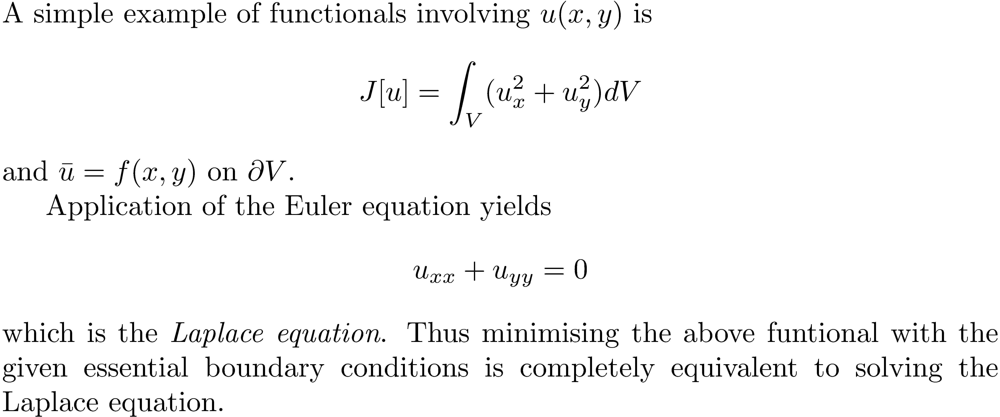 A simple example of functionals involving $u(x, y)$ is
$$J[u] = \int_V (u_x^2 + u_y^2)dV$$
and $\bar{u} = f(x, y)$ on $\partial V$.
Application of the Euler equation yields
$$u_{xx} + u_{yy} = 0$$
which is the Laplace equation. Thus minimising the above funtional with the
given essential boundary conditions is completely equivalent to solving the
Laplace equation.